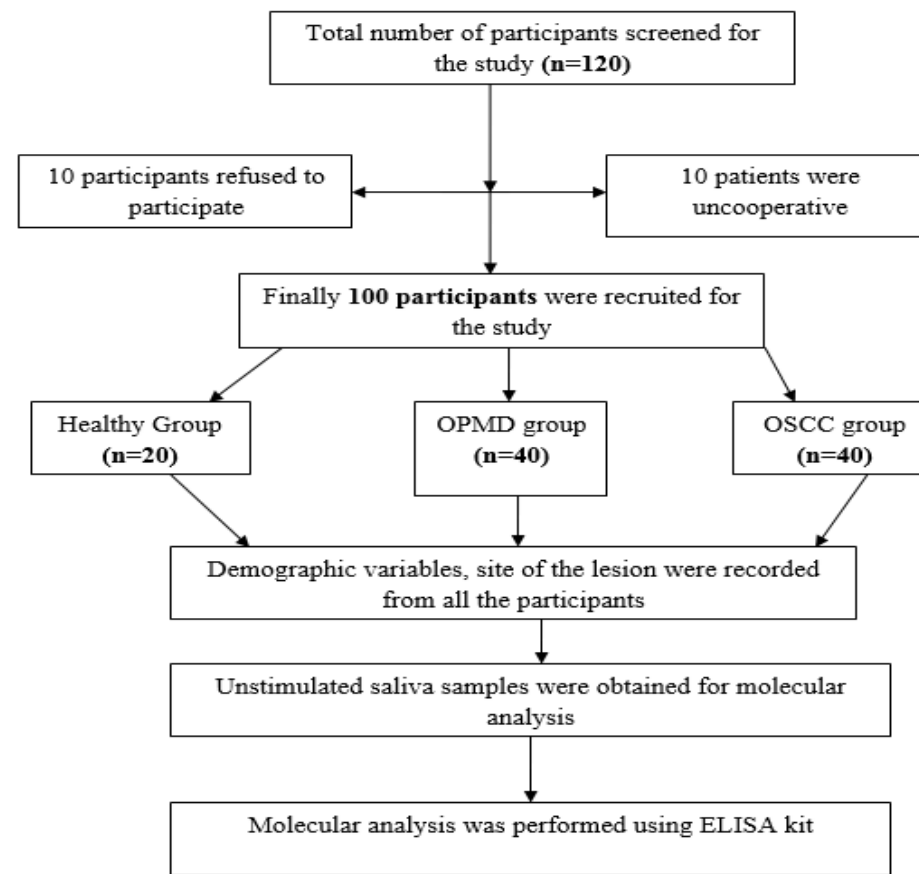 Total number of participants screened for
the study (n=120)
10 participants refused to
participate
10 patients were
uncooperative
Finally 100 participants were recruited for
the study
Healthy Group
(n=20)
OPMD group
(n=40)
OSCC group
(n=40)
Demographic variables, site of the lesion were recorded
from all the participants
Unstimulated saliva samples were obtained for molecular
analysis
Molecular analysis was performed using ELISA kit